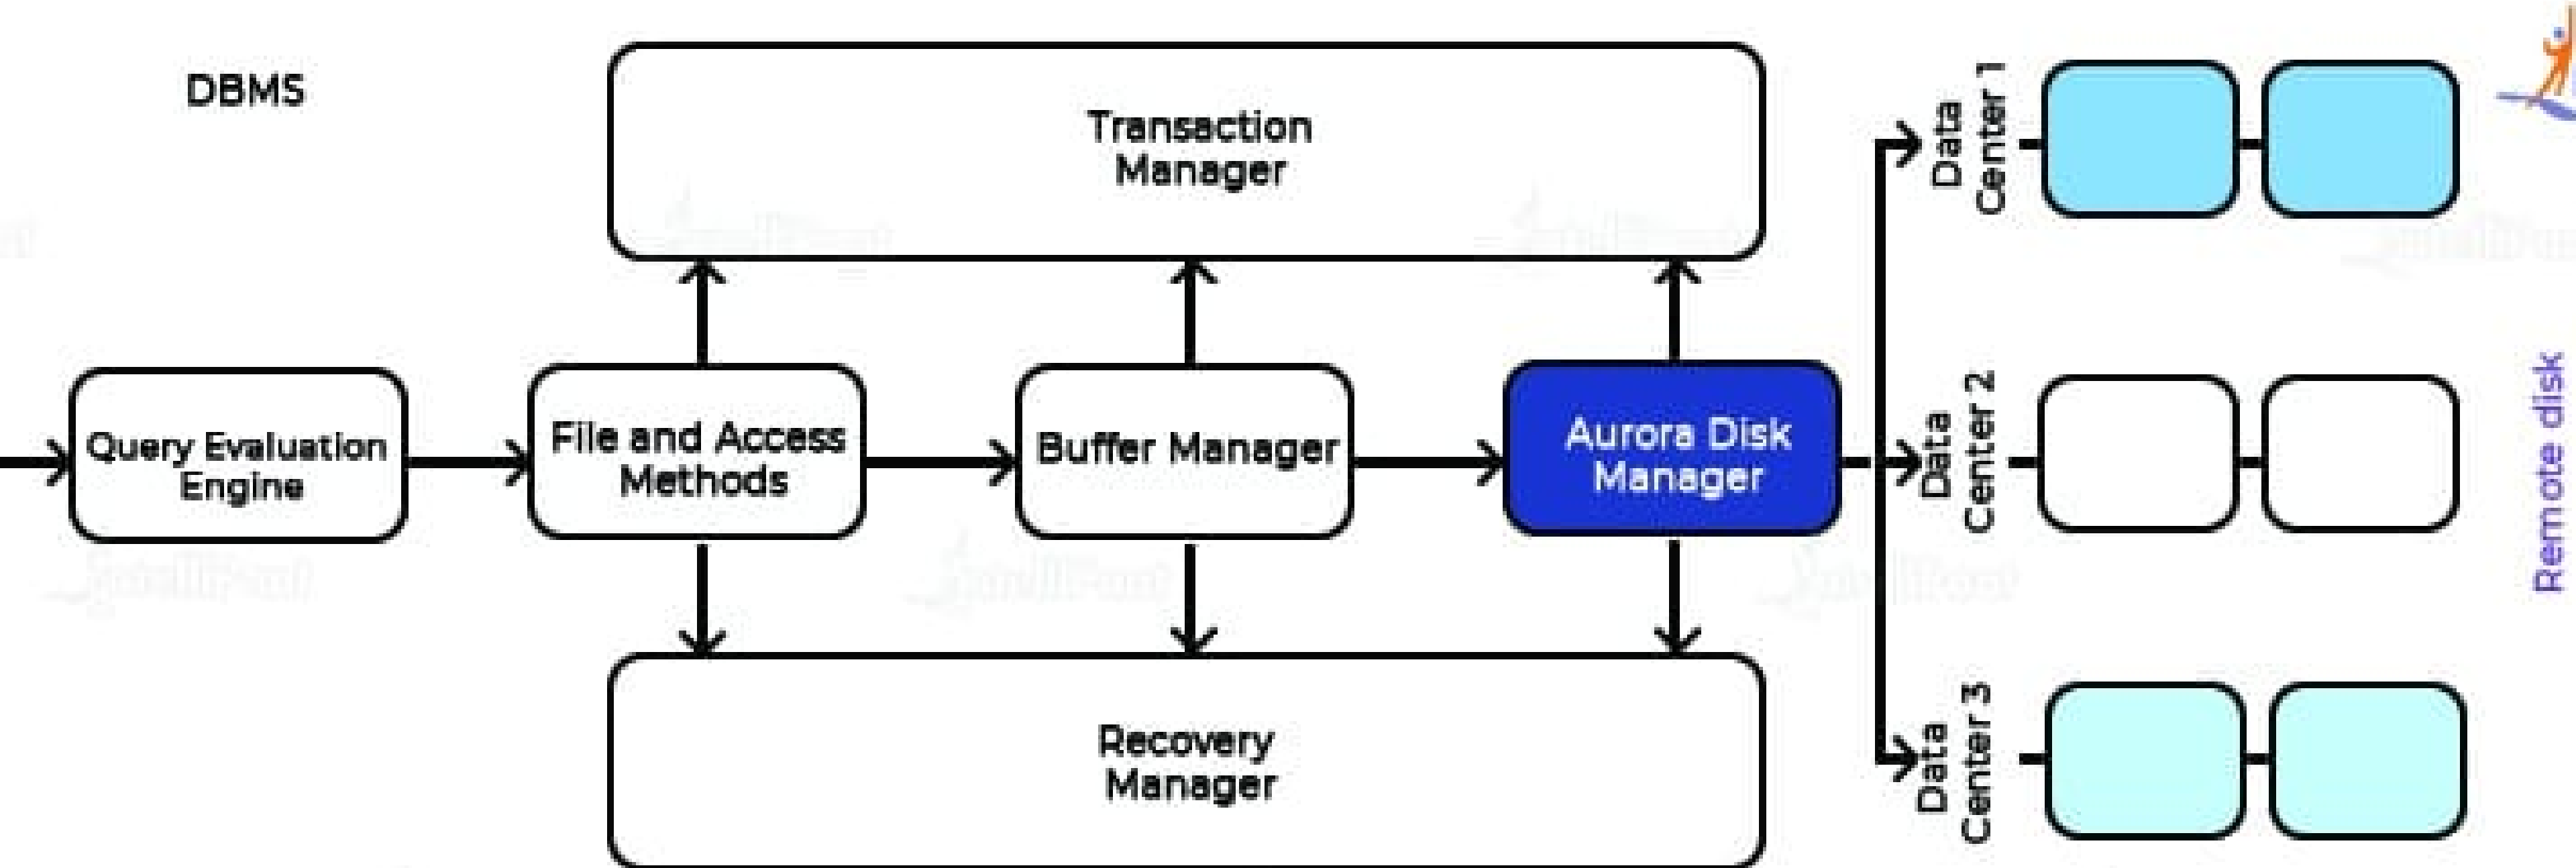 DBMS
Transaction
Manager
Query Evaluation
Engine
File and Access
Methods
Buffer Manager
Aurora Disk
Manager
Recovery
Manager
Data
Center 1
Data
Center 2
Data
Center 3
Remote disk